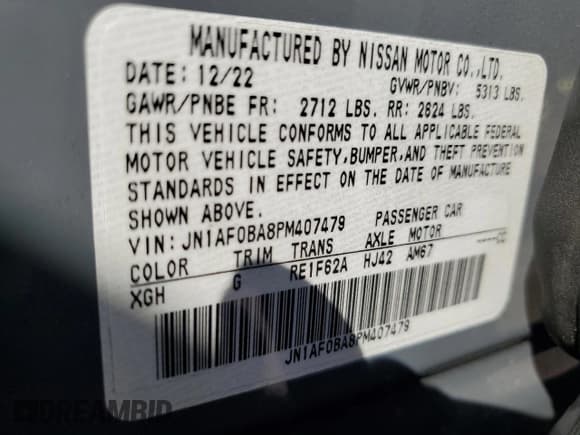 MANUFACTURED BY NISSAN MOTOR CO.,LTD.
DATE: 12/22 GVWR/PNBV: 5313 LBS.
GAWR/PNBE FR: 2712 LBS. RR: 2624 LBS.
THIS VEHICLE CONFORMS TO ALL APPLICABLE FEDERAL
MOTOR VEHICLE SAFETY,BUMPER,AND THEFT PREVENTION
STANDARDS IN EFFECT ON THE DATE OF MANUFACTURE
SHOWN ABOVE.
VIN: JN1AF0BA8PM407479 PASSENGER CAR
COLOR TRIM TRANS AXLE MOTOR
XGH G RE1F62A HJ42 AM67
JN1AF0BA8PM407479
DREAMBID